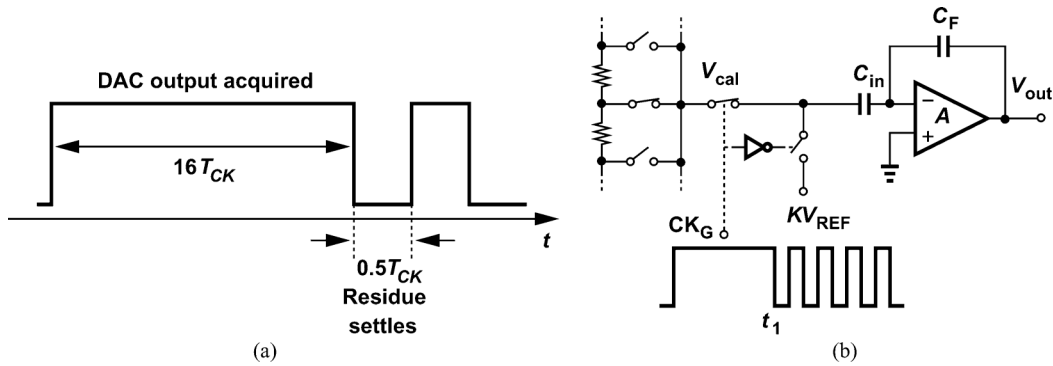 DAC output acquired
16T_CK
t
0.5T_CK
Residue
settles
(a)
V_cal
C_in
C_F
V_out
A
−
+
KV_REF
CK_G
t_1
(b)